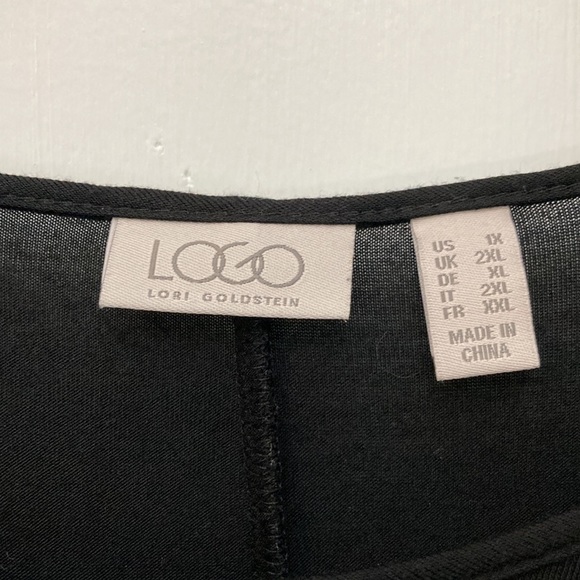 LOGO
LORI GOLDSTEIN
US 1X
UK 2XL
DE XL
IT 2XL
FR XXL
MADE IN
CHINA